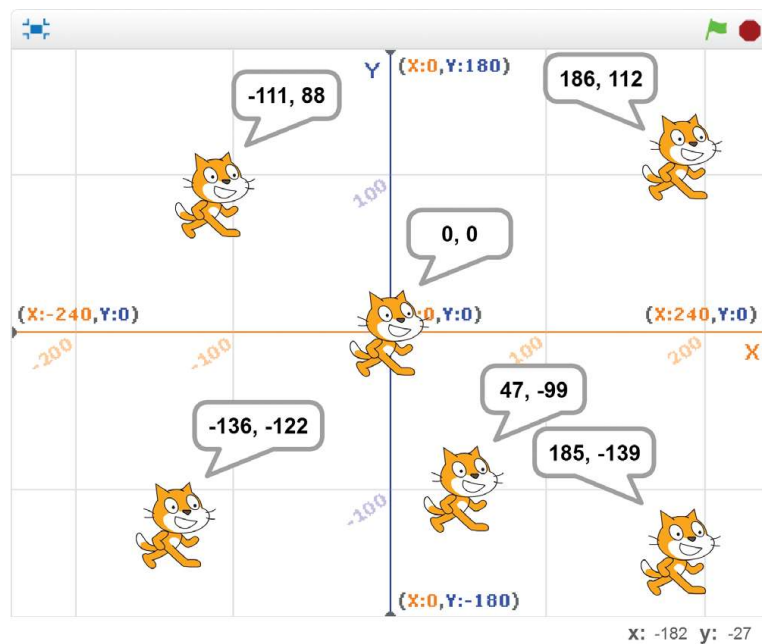 Y
(X:0,Y:180)
-111, 88
186, 112
100
0, 0
(X:-240,Y:0)
:0,Y:0)
(X:240,Y:0)
-200
-100
100
200
X
47, -99
-136, -122
185, -139
-100
(X:0,Y:-180)
x: -182 y: -27